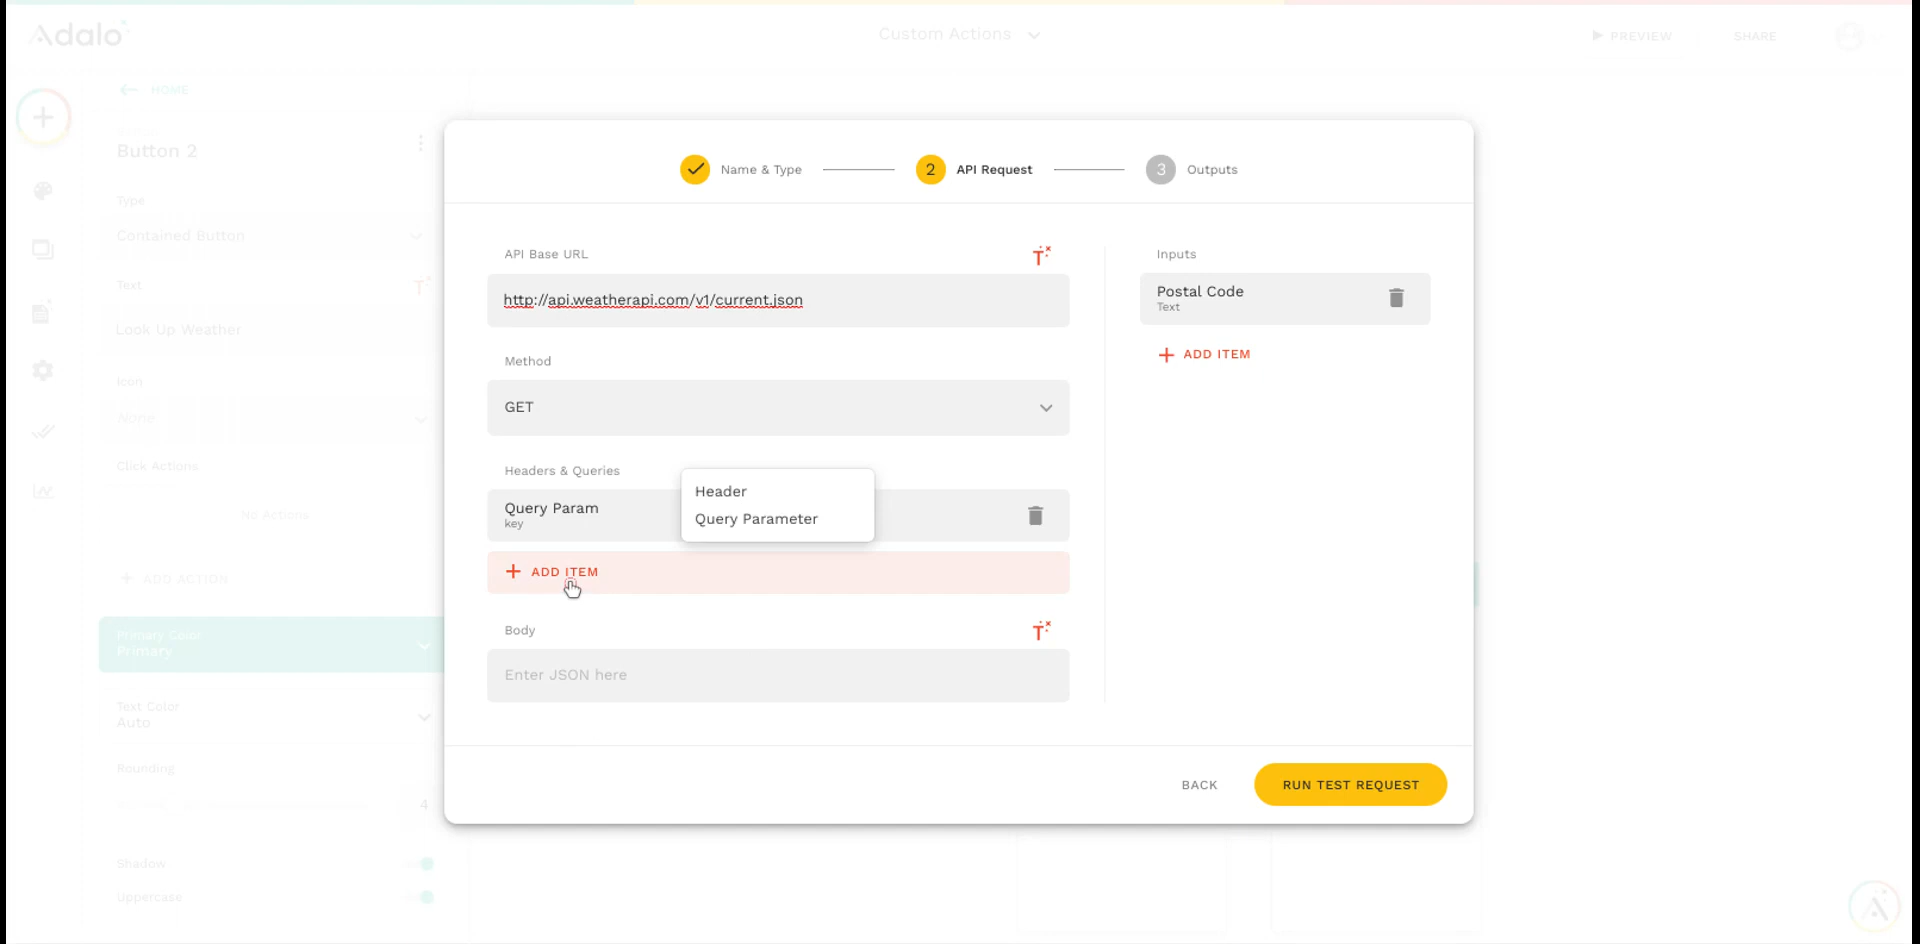 Adalo
Custom Actions
PREVIEW
SHARE
HOME
Button 2
Type
Contained Button
Text
Look Up Weather
Icon
None
Click Actions
No Actions
ADD ACTION
Primary Color
Primary
Text Color
Auto
Rounding
4
Shadow
Uppercase
Name & Type
2
API Request
3
Outputs
API Base URL
http://api.weatherapi.com/v1/current.json
Method
GET
Headers & Queries
Query Param
key
Header
Query Parameter
ADD ITEM
Body
Enter JSON here
Inputs
Postal Code
Text
ADD ITEM
BACK
RUN TEST REQUEST